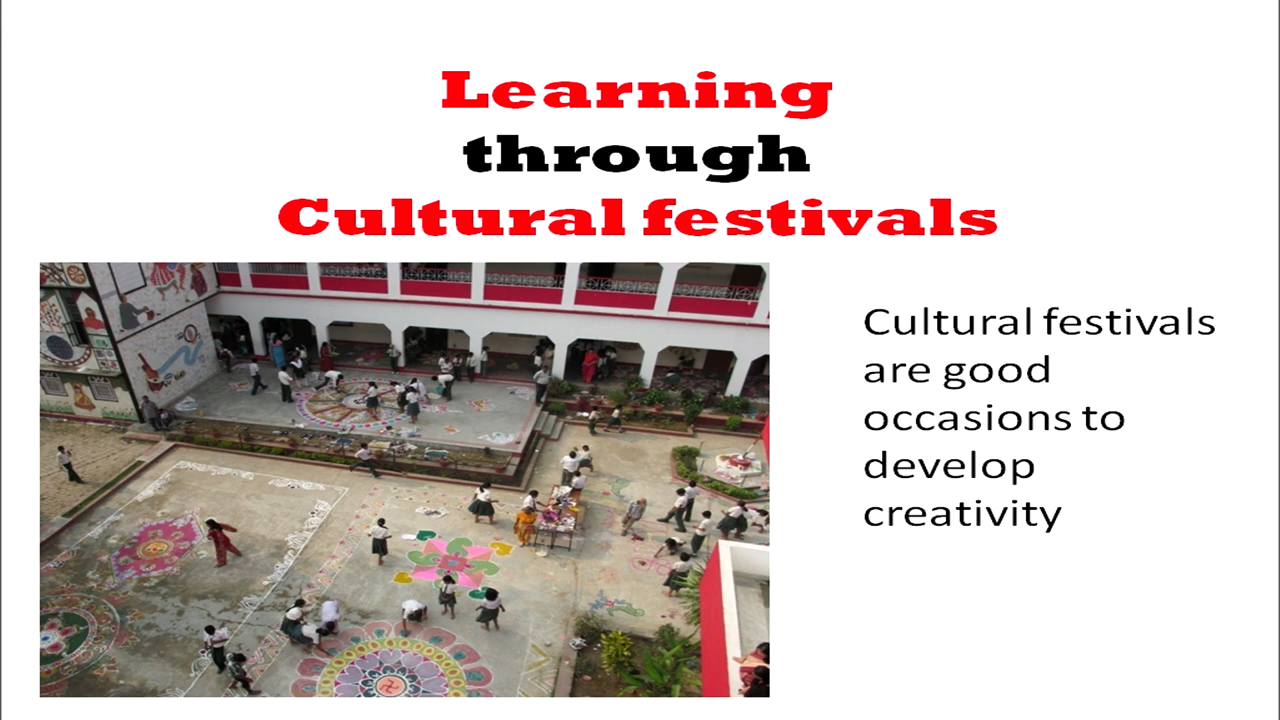 Learning
through
Cultural festivals
Cultural festivals
are good
occasions to
develop
creativity